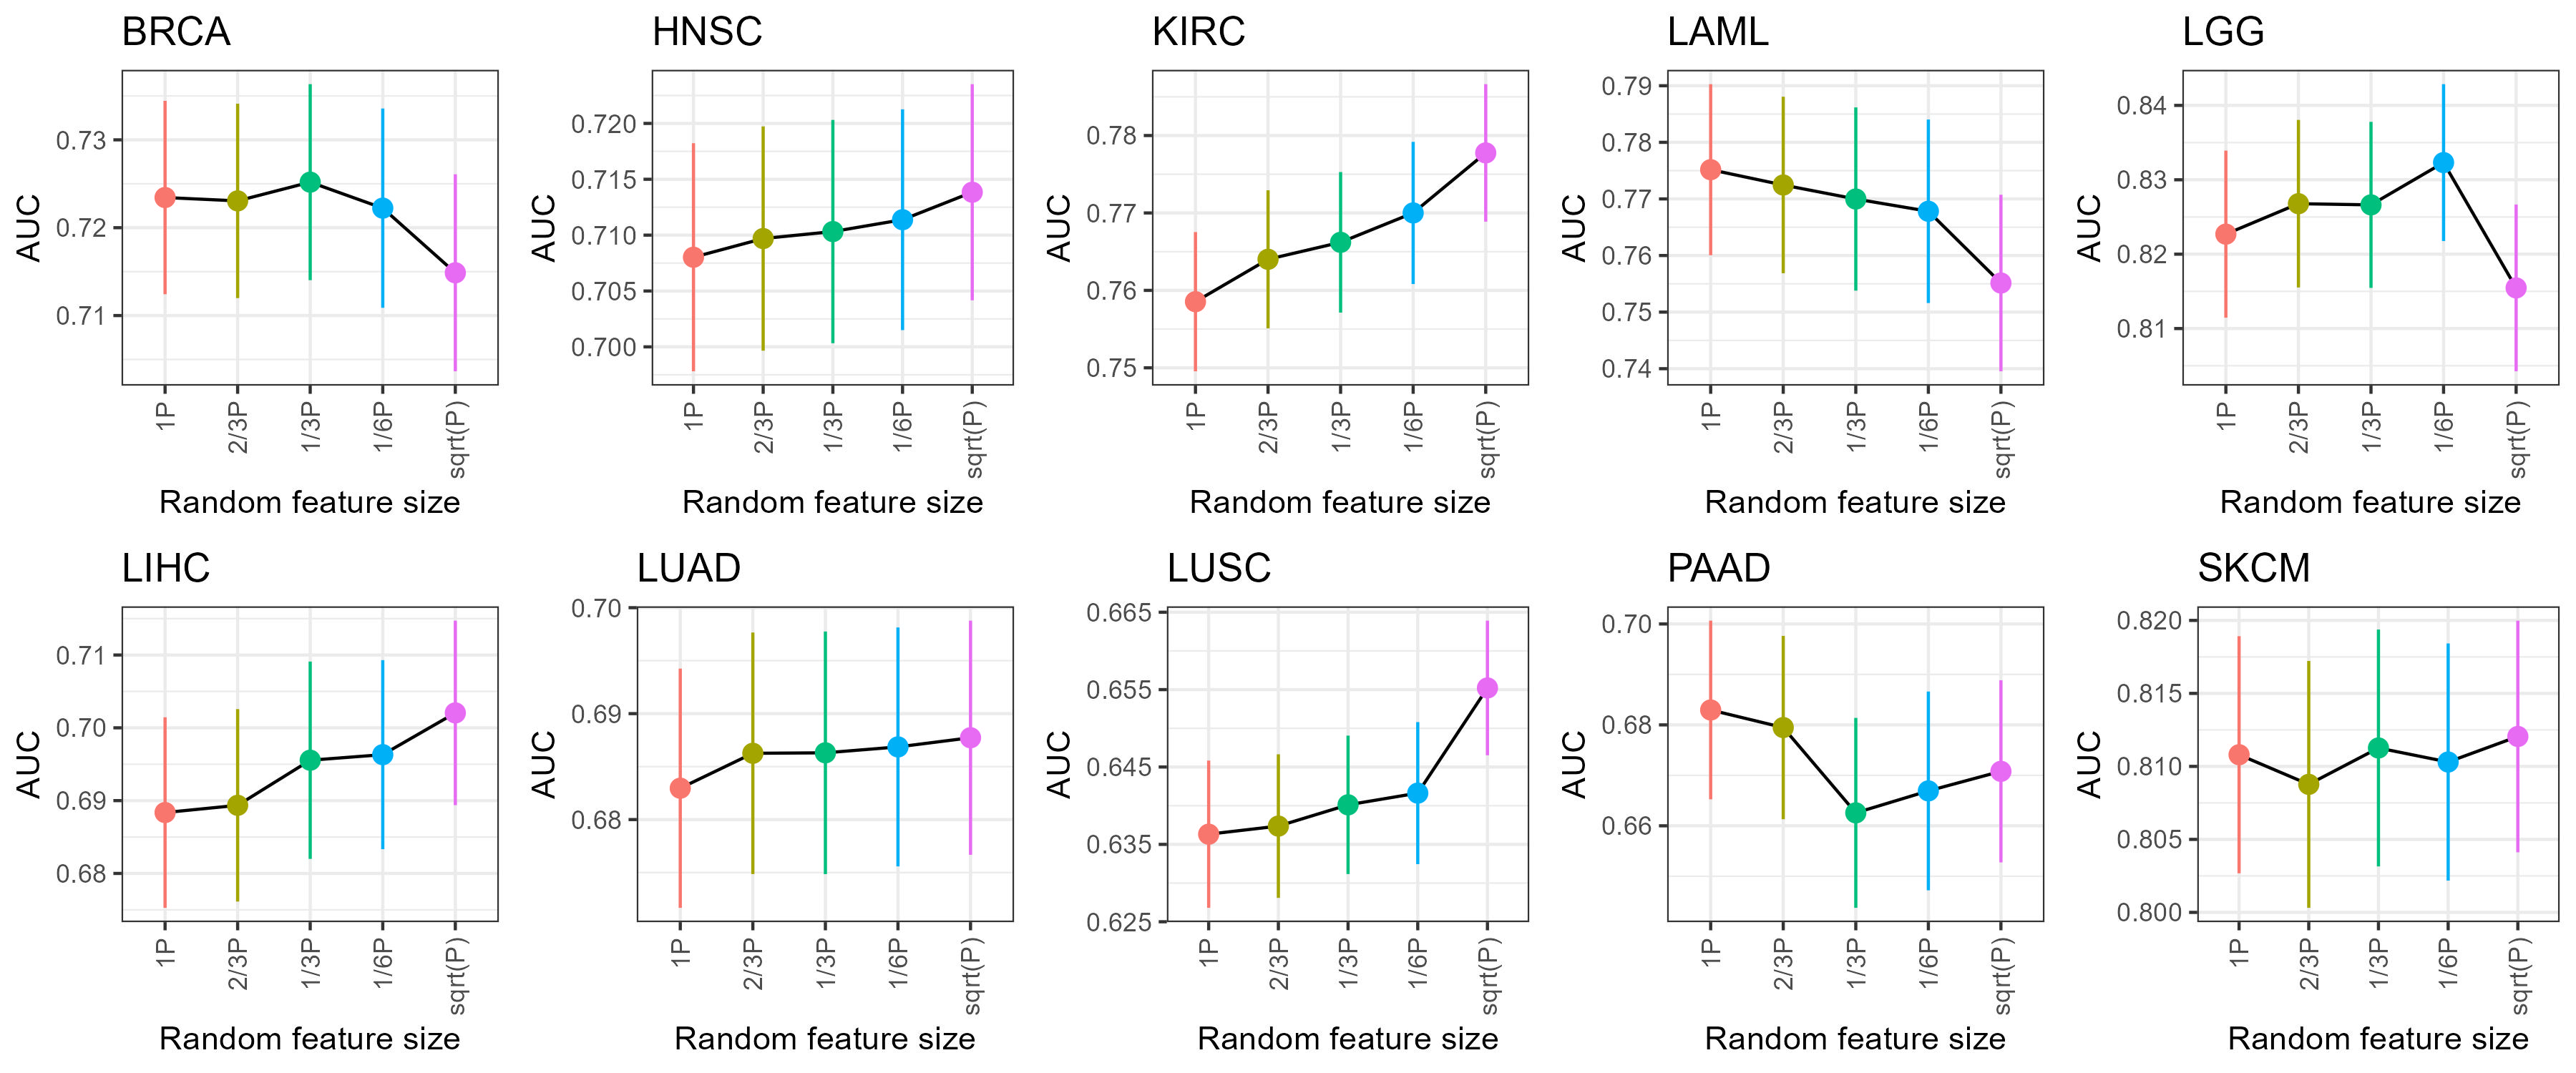 BRCA
AUC
0.73
0.72
0.71
1P
2/3P
1/3P
1/6P
sqrt(P)
Random feature size
HNSC
AUC
0.720
0.715
0.710
0.705
0.700
1P
2/3P
1/3P
1/6P
sqrt(P)
Random feature size
KIRC
AUC
0.78
0.77
0.76
0.75
1P
2/3P
1/3P
1/6P
sqrt(P)
Random feature size
LAML
AUC
0.79
0.78
0.77
0.76
0.75
0.74
1P
2/3P
1/3P
1/6P
sqrt(P)
Random feature size
LGG
AUC
0.84
0.83
0.82
0.81
1P
2/3P
1/3P
1/6P
sqrt(P)
Random feature size
LIHC
AUC
0.71
0.70
0.69
0.68
1P
2/3P
1/3P
1/6P
sqrt(P)
Random feature size
LUAD
AUC
0.70
0.69
0.68
1P
2/3P
1/3P
1/6P
sqrt(P)
Random feature size
LUSC
AUC
0.665
0.655
0.645
0.635
0.625
1P
2/3P
1/3P
1/6P
sqrt(P)
Random feature size
PAAD
AUC
0.70
0.68
0.66
1P
2/3P
1/3P
1/6P
sqrt(P)
Random feature size
SKCM
AUC
0.820
0.815
0.810
0.805
0.800
1P
2/3P
1/3P
1/6P
sqrt(P)
Random feature size